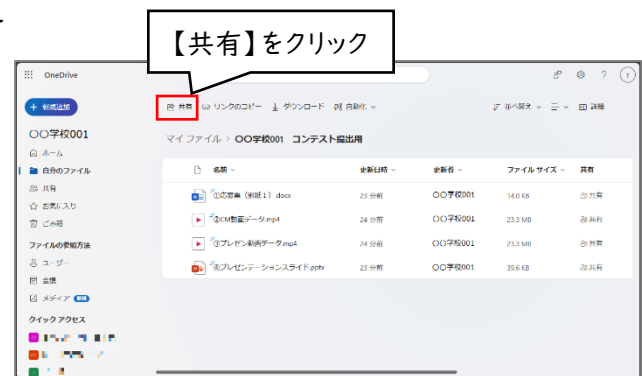 【共有】をクリック
OneDrive
?
+ 新規追加
共有 リンクのコピー ダウンロード 自動化
並べ替え 詳細
〇〇学校001
マイ ファイル > 〇〇学校001 コンテスト提出用
ホーム
自分のファイル
共有
お気に入り
ごみ箱
ファイルの参照方法
ユーザー
会議
メディア 新規
クイック アクセス
名前 更新日時 更新者 ファイル サイズ 共有
①応募票（別紙１）.docx 23 分前 〇〇学校001 14.0 KB 共有
②CM動画データ.mp4 24 分前 〇〇学校001 23.3 MB 共有
③プレゼン動画データ.mp4 24 分前 〇〇学校001 23.3 MB 共有
④プレゼンテーションスライド.pptx 23 分前 〇〇学校001 39.6 KB 共有